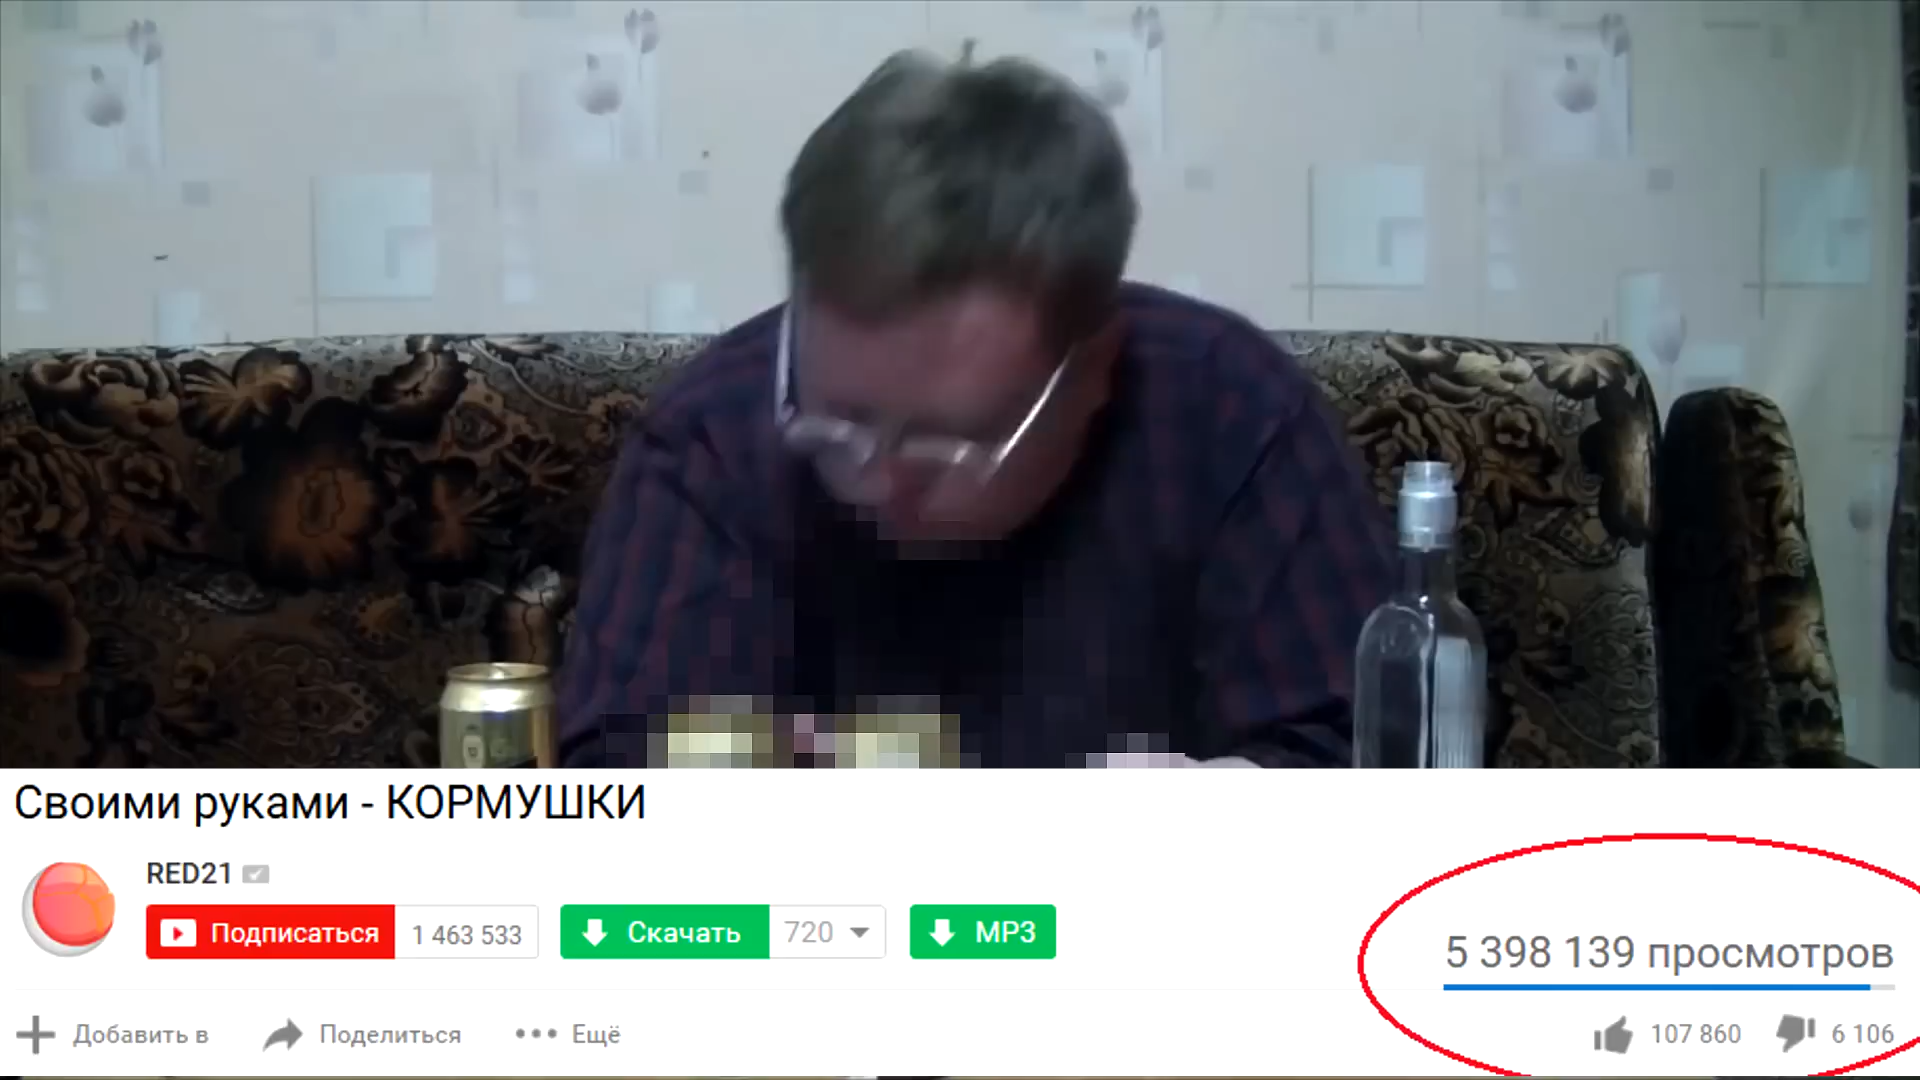 Своими руками - КОРМУШКИ
RED21
Подписаться 1 463 533 Скачать 720 MP3
5 398 139 просмотров
Добавить в Поделиться Ещё 107 860 6 106